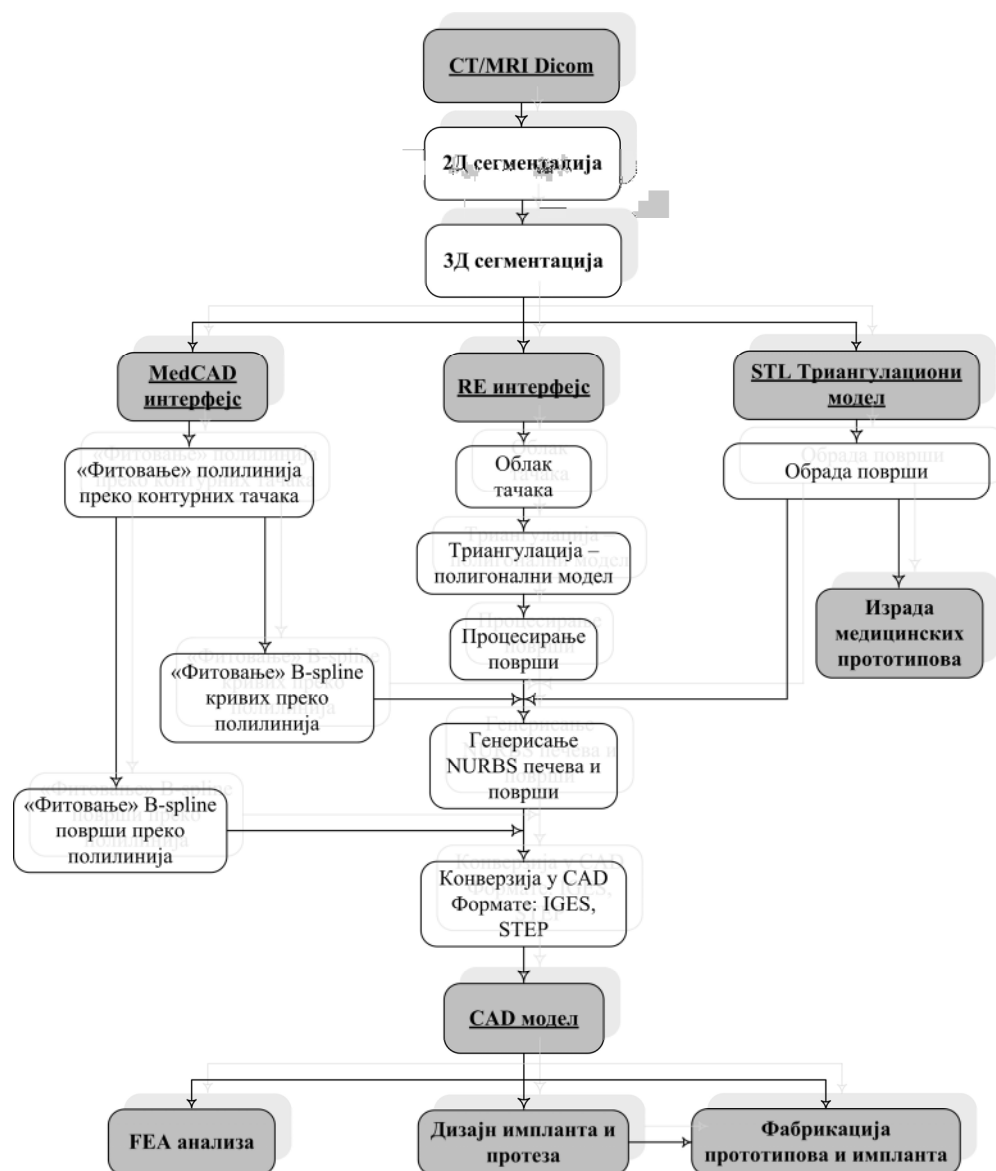 CT/MRI Dicom
2Д сегментација
3Д сегментација
MedCAD
интерфејс
RE интерфејс
STL Триангулациони
модел
«Фитовање» полилинија
преко контурних тачака
Облак
тачака
Обрада површи
Триангулација –
полигонални модел
Израда
медицинских
прототипова
Процесирање
површи
«Фитовање» B-spline
кривих преко
полилинија
Генерисање
NURBS печева и
површи
«Фитовање» B-spline
површи преко
полилинија
Конверзија у CAD
Формате: IGES,
STEP
CAD модел
FEA анализа
Дизајн импланта и
протеза
Фабрикација
прототипова и импланта